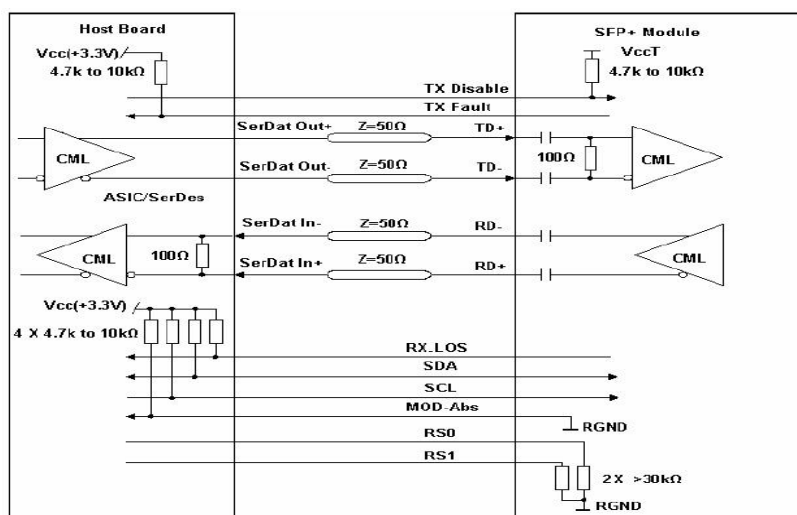 Host Board
SFP+ Module
Vcc(+3.3V)
4.7k to 10kΩ
VccT
4.7k to 10kΩ
TX Disable
TX Fault
SerDat Out+
Z=50Ω
TD+
CML
100Ω
CML
SerDat Out-
Z=50Ω
TD-
ASIC/SerDes
SerDat In-
Z=50Ω
RD-
100Ω
CML
CML
SerDat In+
Z=50Ω
RD+
Vcc(+3.3V)
4 X 4.7k to 10kΩ
RX-LOS
SDA
SCL
MOD-Abs
RGND
RS0
RS1
2 X >30kΩ
RGND